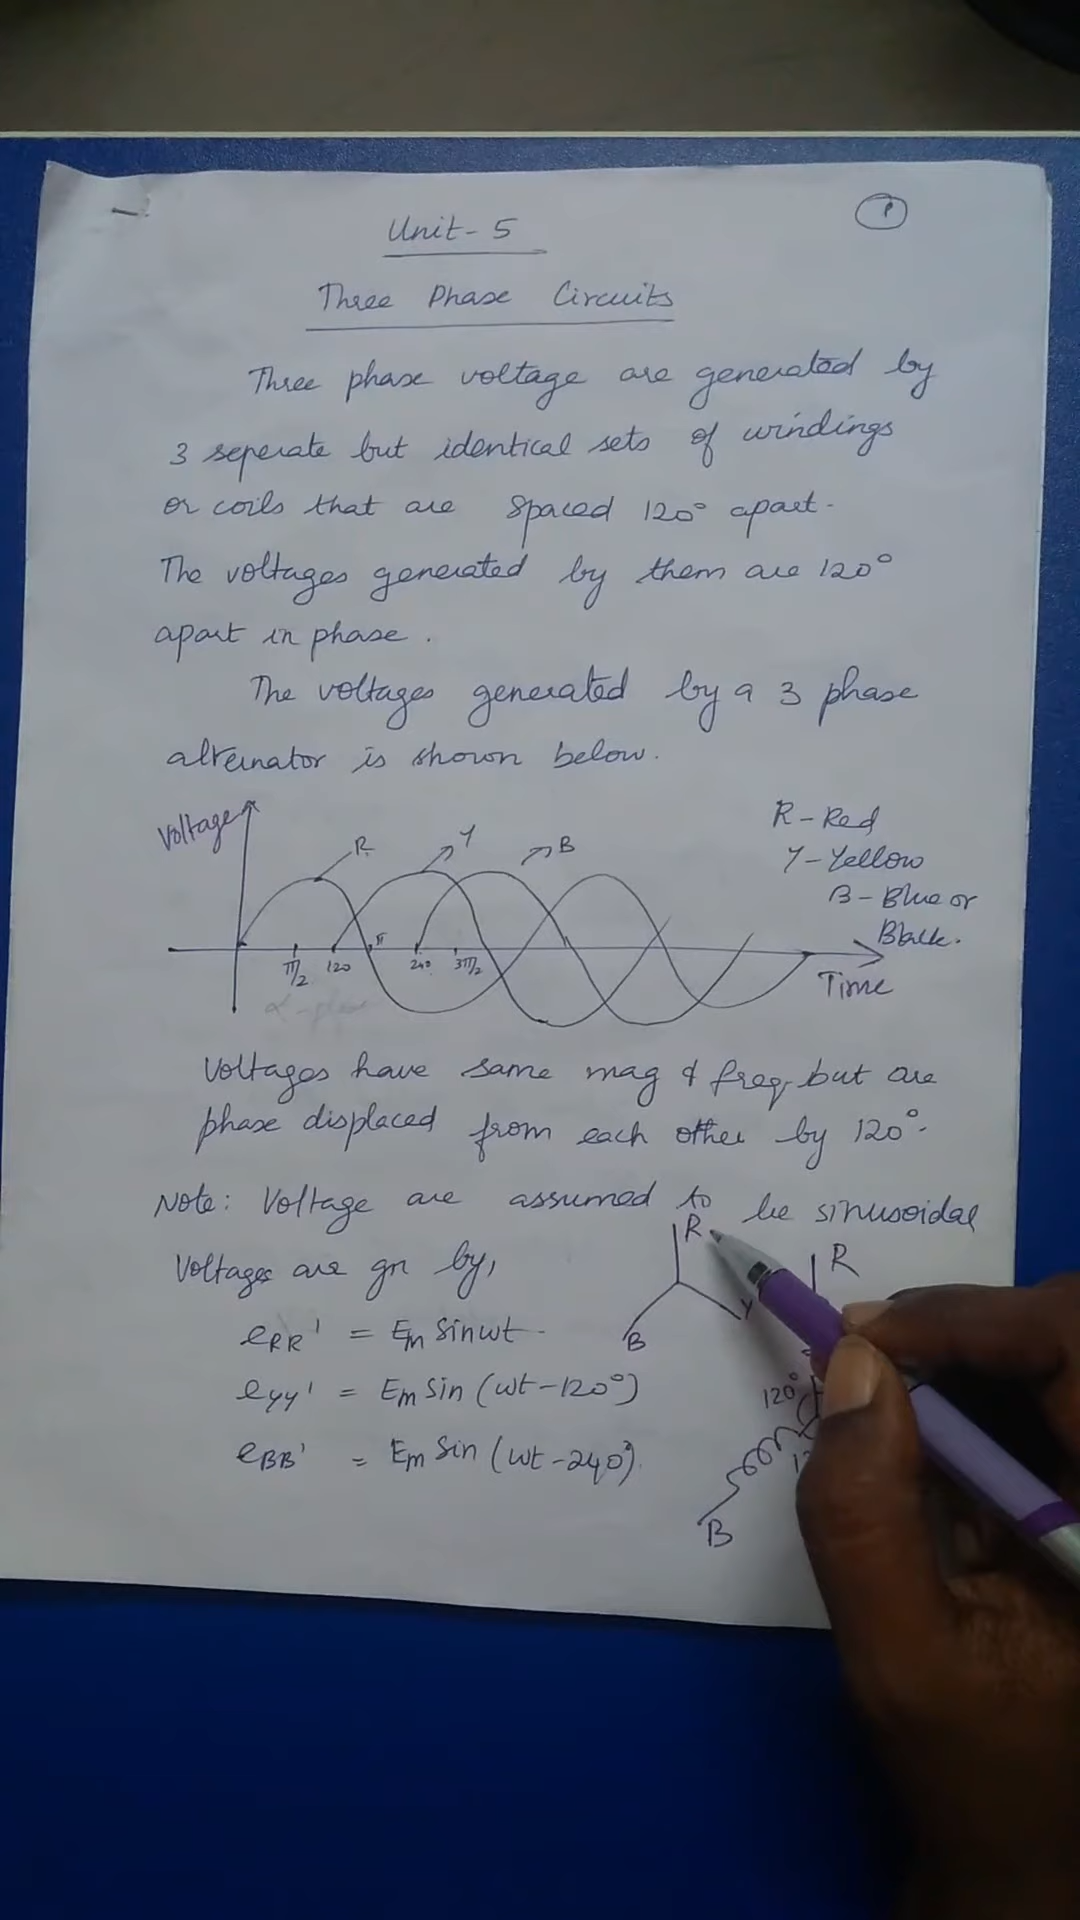 1
Unit-5
Three Phase Circuits
Three phase voltage are generated by
3 seperate but identical sets of windings
or coils that are spaced 120° apart.
The voltages generated by them are 120°
apart in phase.
The voltages generated by a 3 phase
alternator is shown below.
Voltage
R
Y
B
R-Red
Y-Yellow
B-Blue or
Black.
π/2
120
π
240
3π/2
Time
Voltages have same mag & freq. but are
phase displaced from each other by 120°.
Note: Voltage are assumed to be sinusoidal
Voltages are gn by,
eRR' = Em Sinωt
eYY' = Em Sin (ωt-120°)
eBB' = Em Sin (ωt-240°).
R
Y
B
R
120°
B